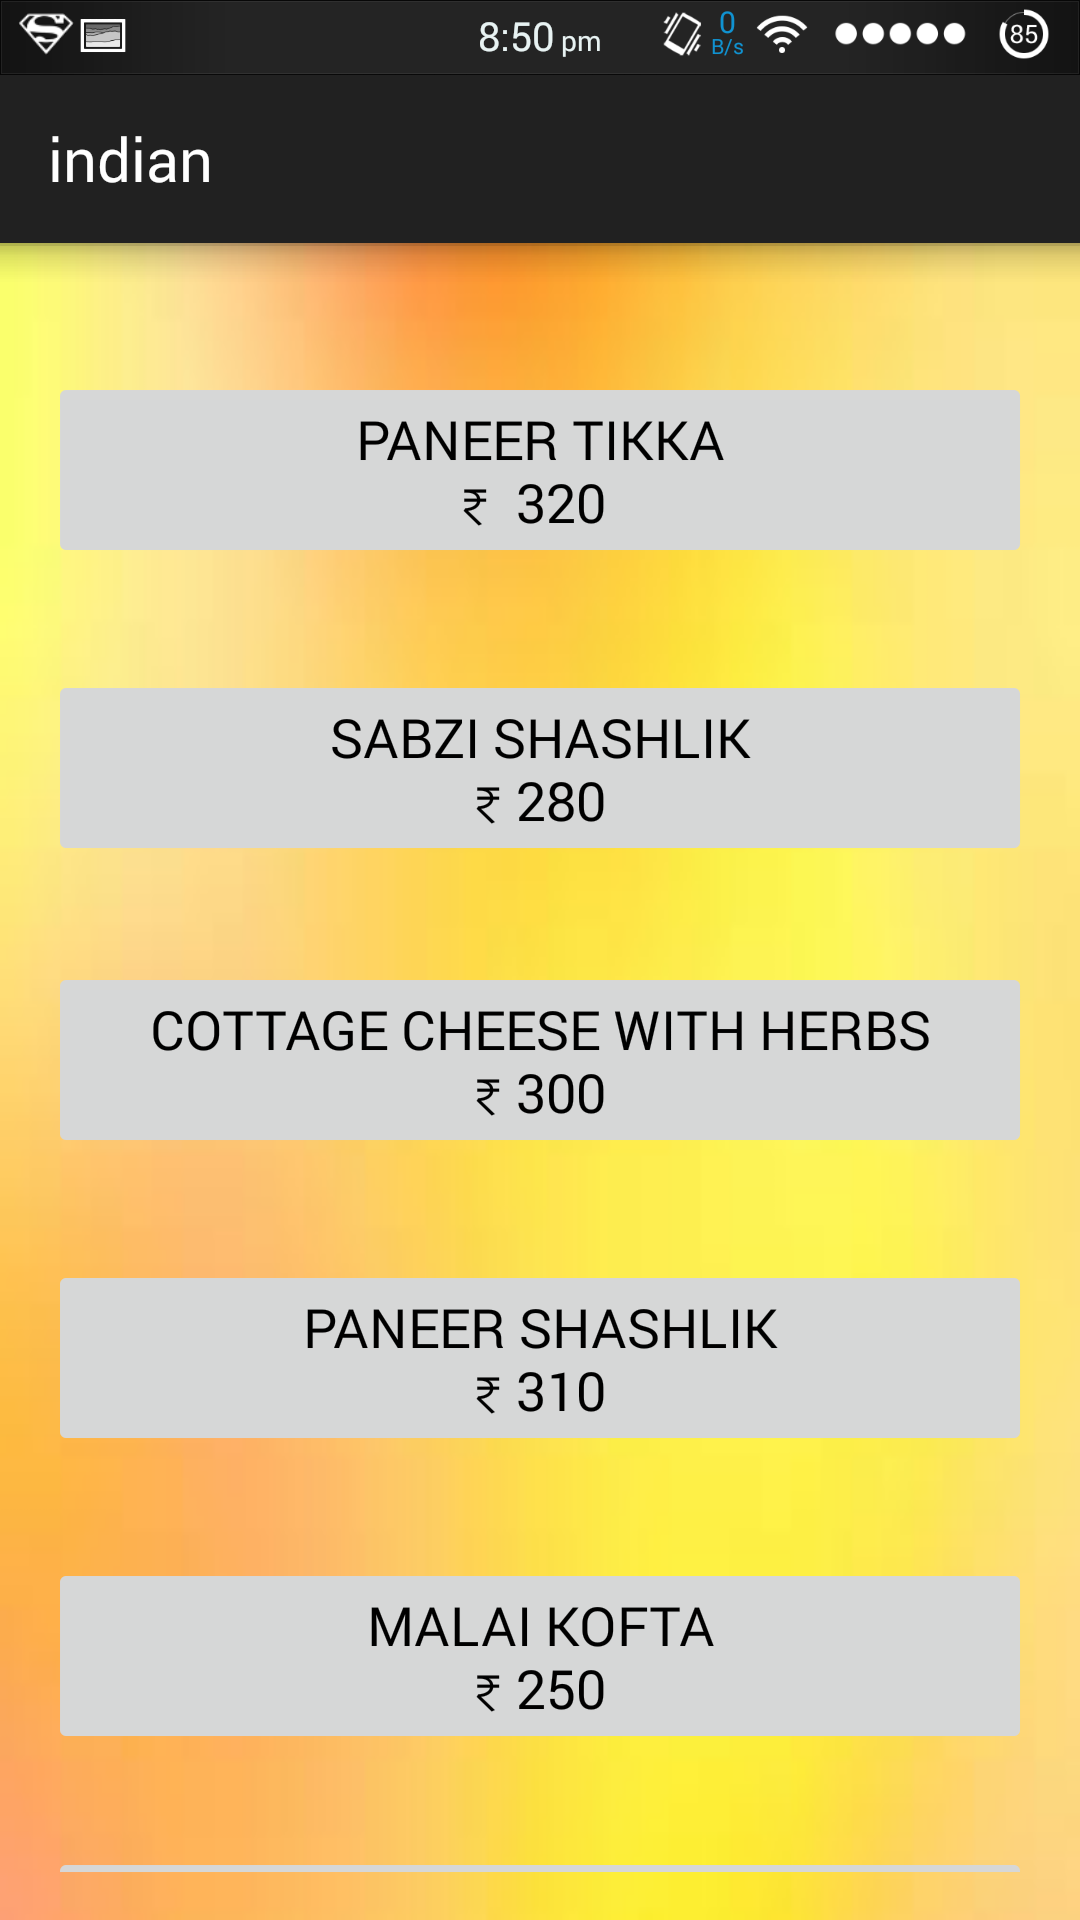 8:50 pm
0
B/s
85
indian
PANEER TIKKA
₹  320
SABZI SHASHLIK
₹ 280
COTTAGE CHEESE WITH HERBS
₹ 300
PANEER SHASHLIK
₹ 310
MALAI KOFTA
₹ 250